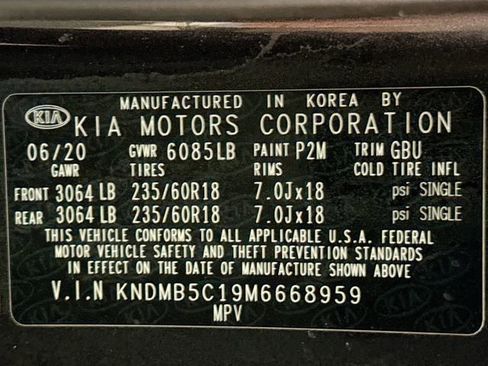 MANUFACTURED IN KOREA BY
KIA KIA MOTORS CORPORATION
06/20 GVWR 6085LB PAINT P2M TRIM GBU
GAWR TIRES RIMS COLD TIRE INFL
FRONT 3064 LB 235/60R18 7.0Jx18 psi SINGLE
REAR 3064 LB 235/60R18 7.0Jx18 psi SINGLE
THIS VEHICLE CONFORMS TO ALL APPLICABLE U.S.A. FEDERAL
MOTOR VEHICLE SAFETY AND THEFT PREVENTION STANDARDS
IN EFFECT ON THE DATE OF MANUFACTURE SHOWN ABOVE
V.I.N KNDMB5C19M6668959
MPV